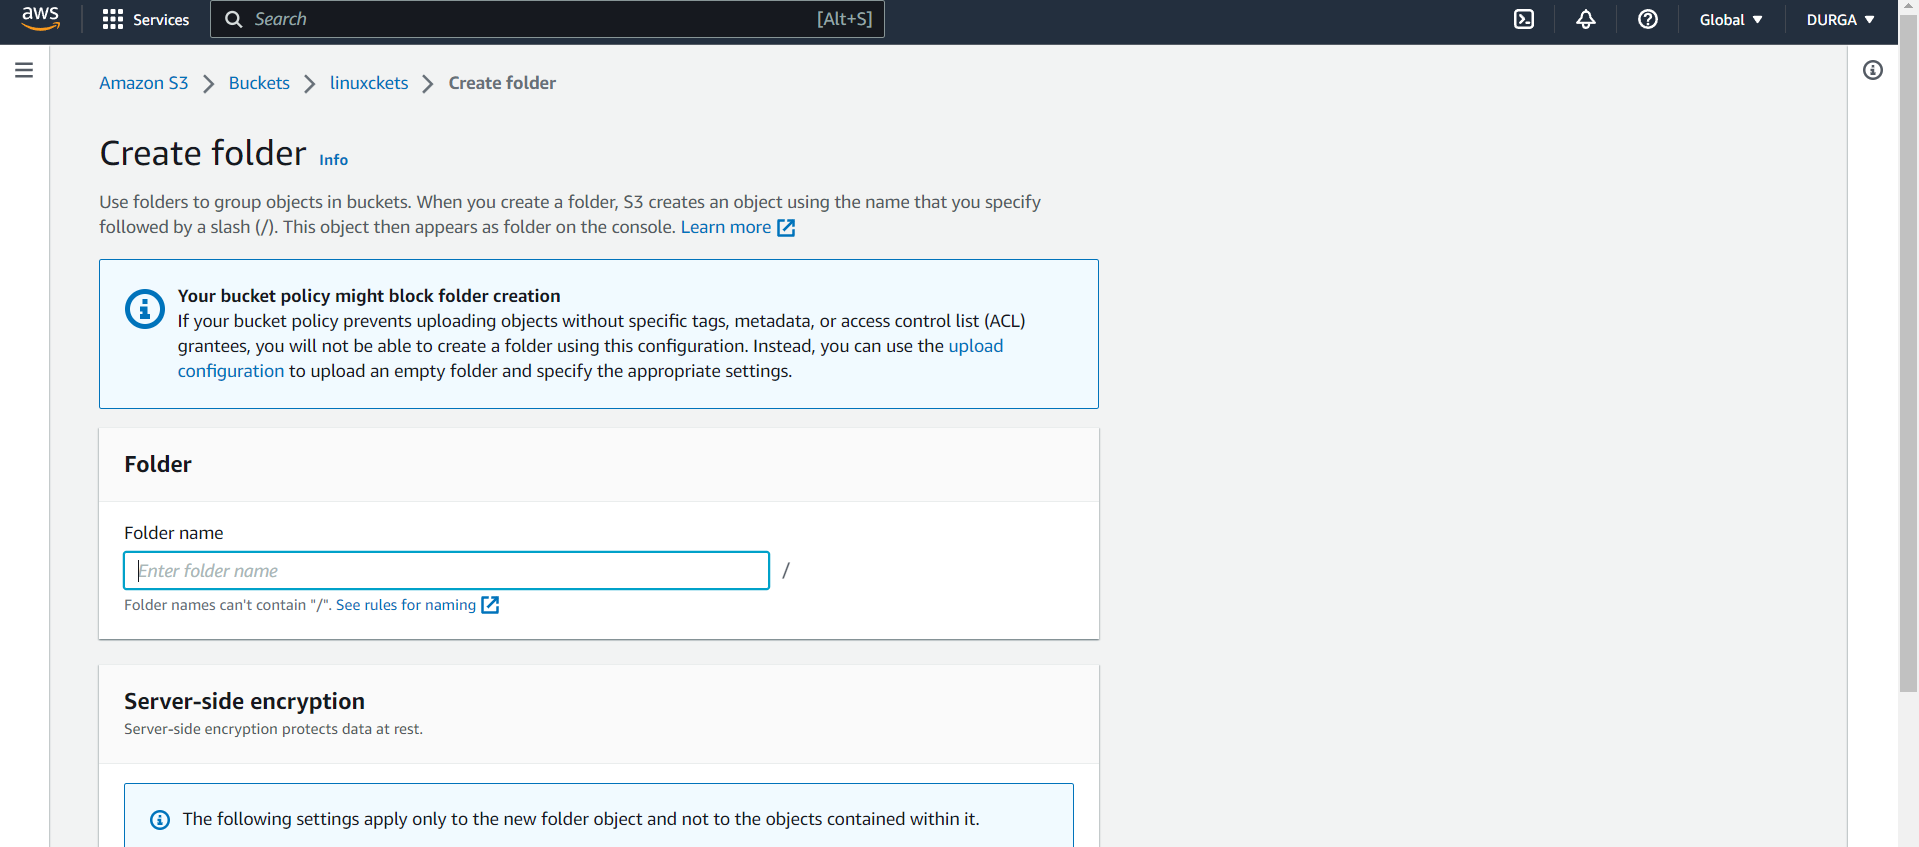 aws Services Search [Alt+S] Global DURGA
Amazon S3 Buckets linuxckets Create folder
Create folder Info
Use folders to group objects in buckets. When you create a folder, S3 creates an object using the name that you specify
followed by a slash (/). This object then appears as folder on the console. Learn more
Your bucket policy might block folder creation
If your bucket policy prevents uploading objects without specific tags, metadata, or access control list (ACL)
grantees, you will not be able to create a folder using this configuration. Instead, you can use the upload
configuration to upload an empty folder and specify the appropriate settings.
Folder
Folder name
Enter folder name /
Folder names can't contain "/". See rules for naming
Server-side encryption
Server-side encryption protects data at rest.
The following settings apply only to the new folder object and not to the objects contained within it.